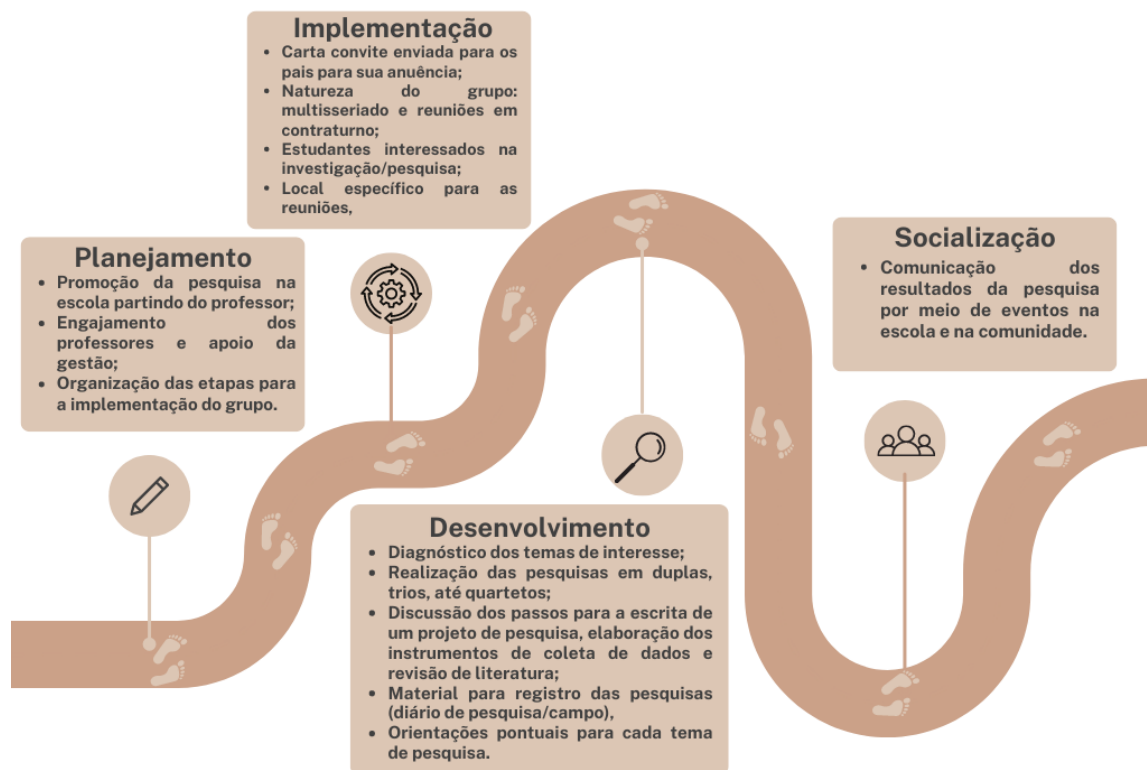 Planejamento
• Promoção da pesquisa na
escola partindo do professor;
• Engajamento dos
professores e apoio da
gestão;
• Organização das etapas para
a implementação do grupo.
Implementação
• Carta convite enviada para os
pais para sua anuência;
• Natureza do grupo:
multisseriado e reuniões em
contraturno;
• Estudantes interessados na
investigação/pesquisa;
• Local específico para as
reuniões,
Desenvolvimento
• Diagnóstico dos temas de interesse;
• Realização das pesquisas em duplas,
trios, até quartetos;
• Discussão dos passos para a escrita de
um projeto de pesquisa, elaboração dos
instrumentos de coleta de dados e
revisão de literatura;
• Material para registro das pesquisas
(diário de pesquisa/campo),
• Orientações pontuais para cada tema
de pesquisa.
Socialização
• Comunicação dos
resultados da pesquisa
por meio de eventos na
escola e na comunidade.